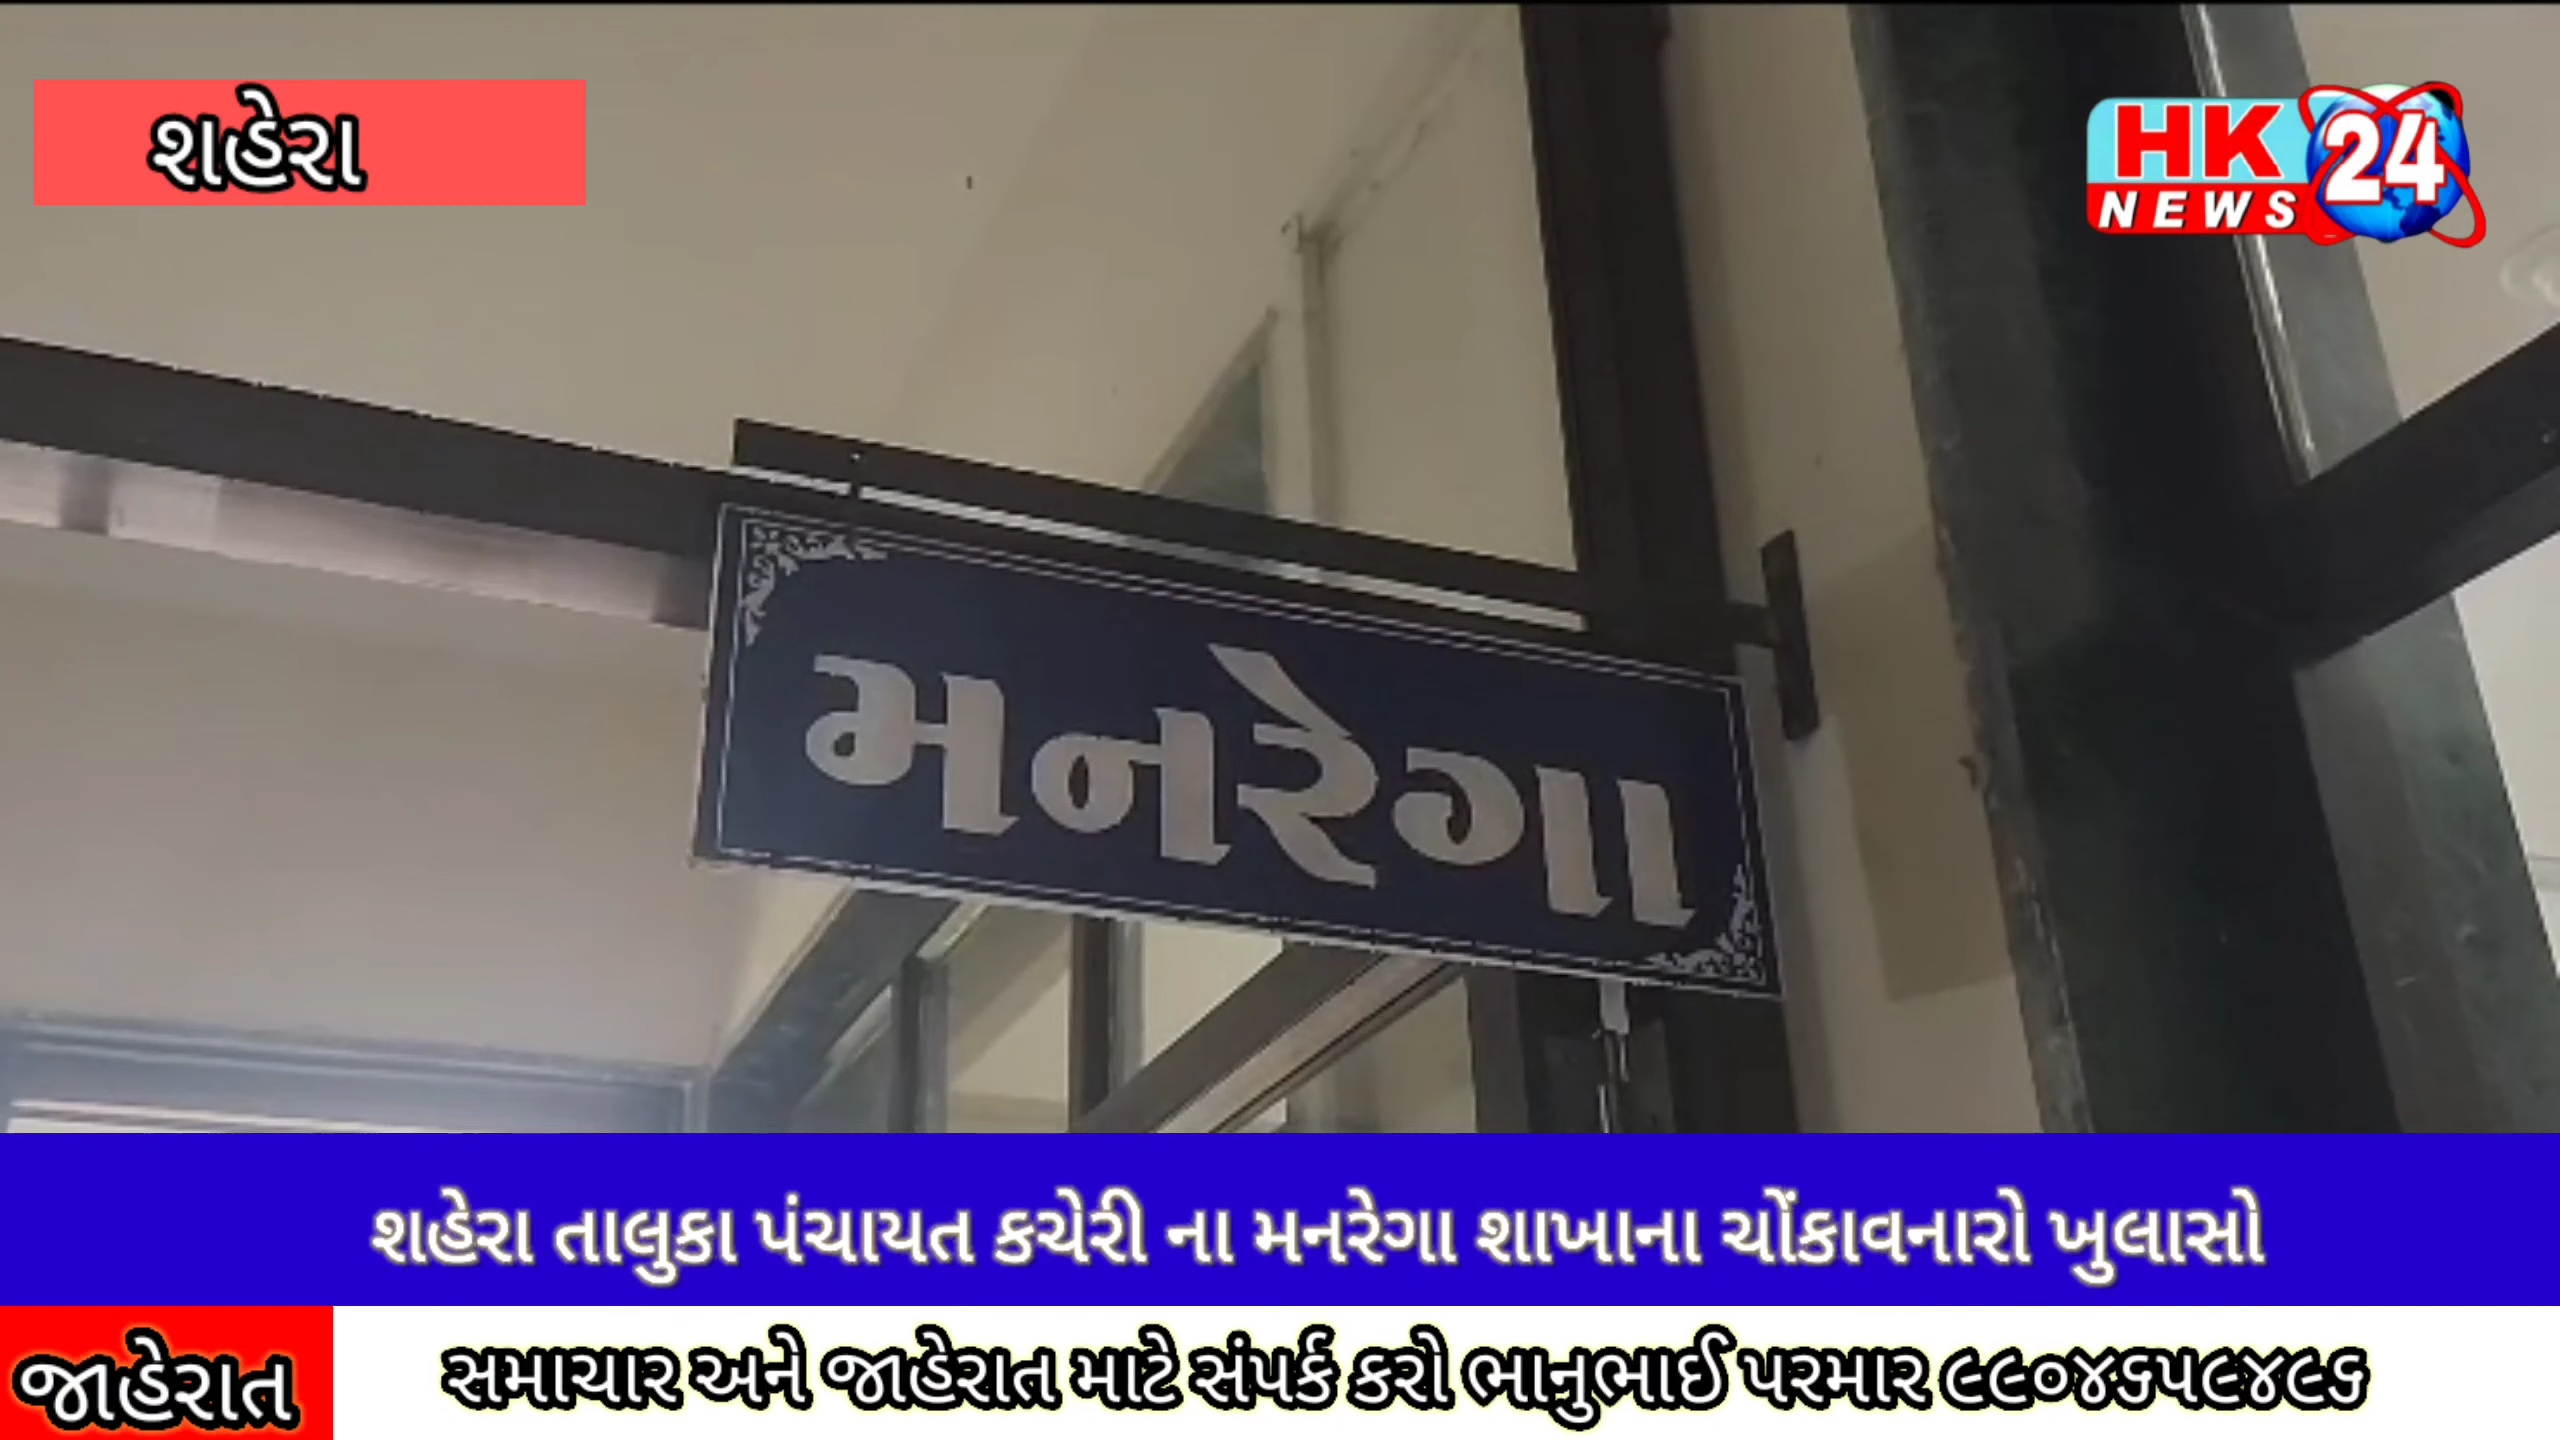 શહેરા
HK 24
NEWS
મનરેગા
શહેરા તાલુકા પંચાયત કચેરી ના મનરેગા શાખાના ચોંકાવનારો ખુલાસો
જાહેરાત
સમાચાર અને જાહેરાત માટે સંપર્ક કરો ભાનુભાઈ પરમાર ૯૯૦૪૬૫૯૪૯૬